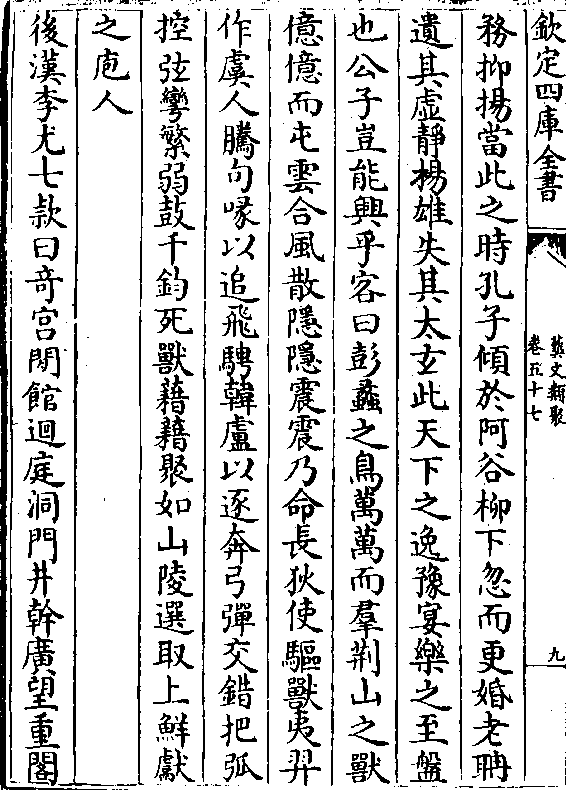 欽定四庫全書
藝文類聚
卷五十七
九
務抑揚當此之時孔子傾於阿谷柳下忽而更婚老聃
遺其虛靜楊雄失其太玄此天下之逸豫宴樂之至盤
也公子豈能興乎客曰彭蠡之鳥萬萬而羣荆山之獸
億億而屯雲合風散隱隱震震乃命長狄使驅獸夷羿
作虞人騰句喙以追飛騁韓盧以逐奔弓彈交錯把弧
控弦彎繁弱鼓千鈞死獸藉藉聚如山陵選取上鮮獻
之庖人
後漢李尤七款曰竒宫閒館迴庭洞門井幹廣望重閣